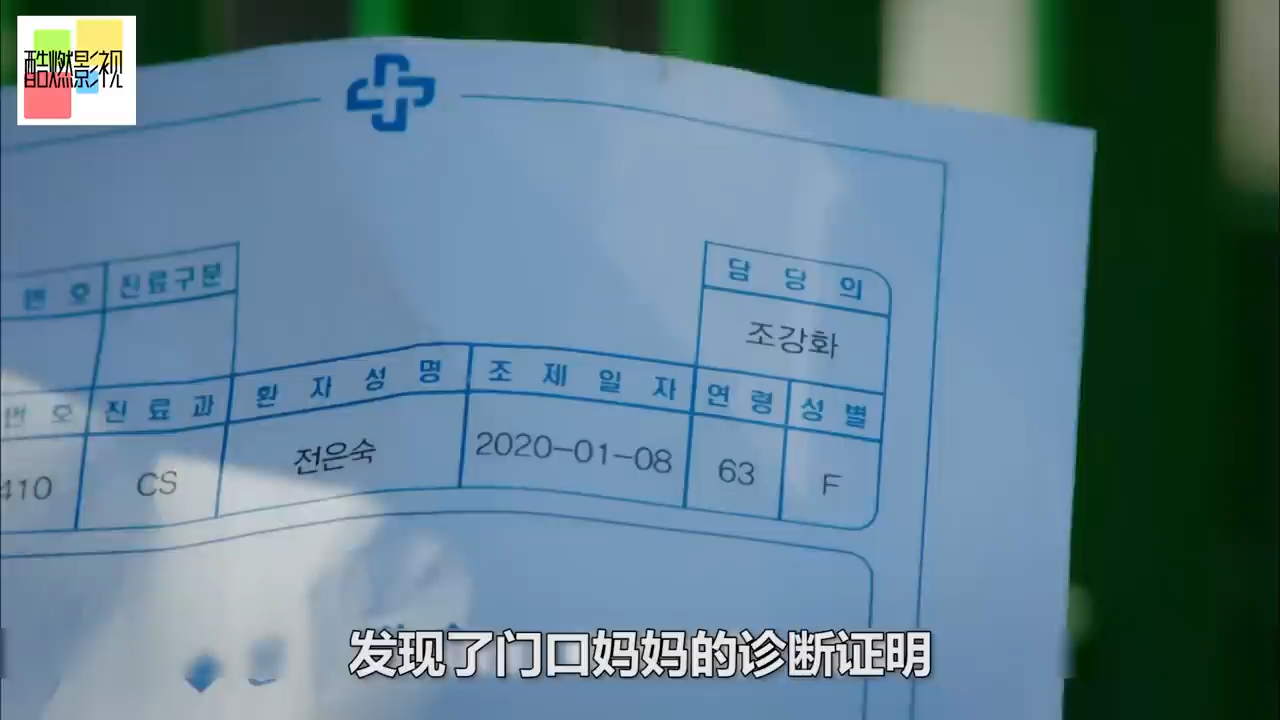 酷燃影视
번 호 진료구분
담 당 의
조강화
번 호 진 료 과 환 자 성 명 조 제 일 자 연 령 성 별
410 CS 전은숙 2020-01-08 63 F
发现了门口妈妈的诊断证明